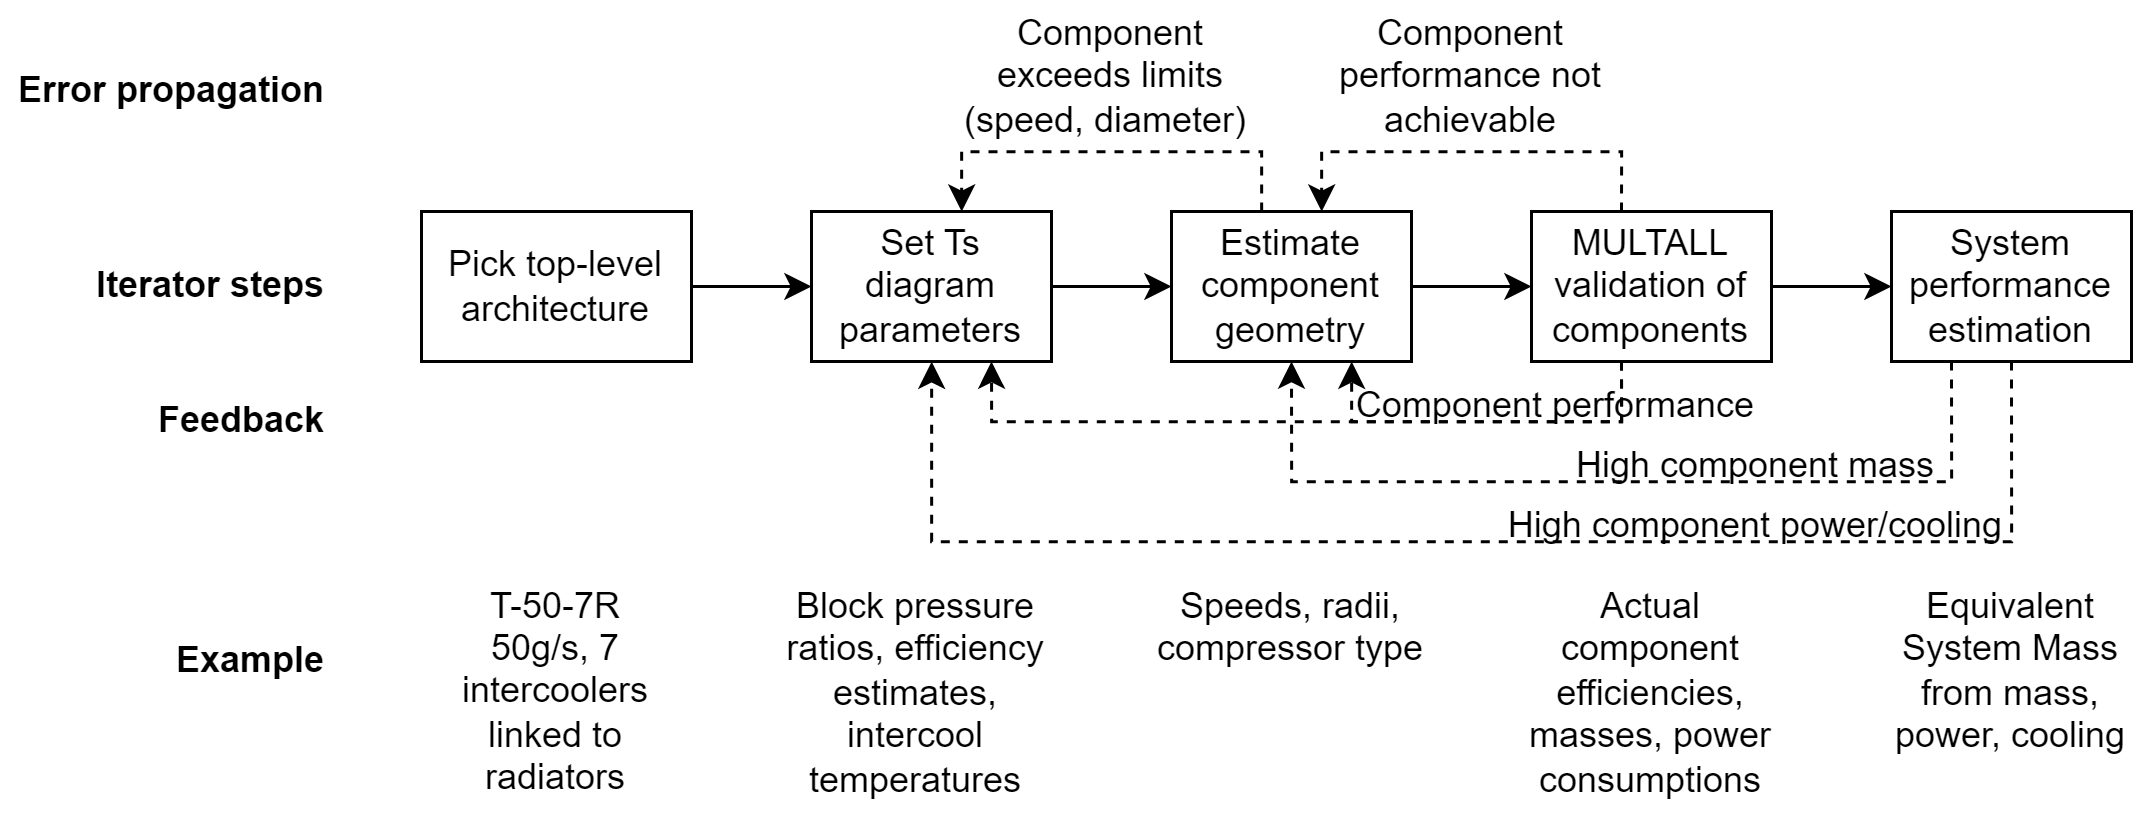 Component
exceeds limits
(speed, diameter)
Component
performance not
achievable
Error propagation
Iterator steps
Pick top-level
architecture
Set Ts
diagram
parameters
Estimate
component
geometry
MULTALL
validation of
components
System
performance
estimation
Feedback
Component performance
High component mass
High component power/cooling
Example
T-50-7R
50g/s, 7
intercoolers
linked to
radiators
Block pressure
ratios, efficiency
estimates,
intercool
temperatures
Speeds, radii,
compressor type
Actual
component
efficiencies,
masses, power
consumptions
Equivalent
System Mass
from mass,
power, cooling